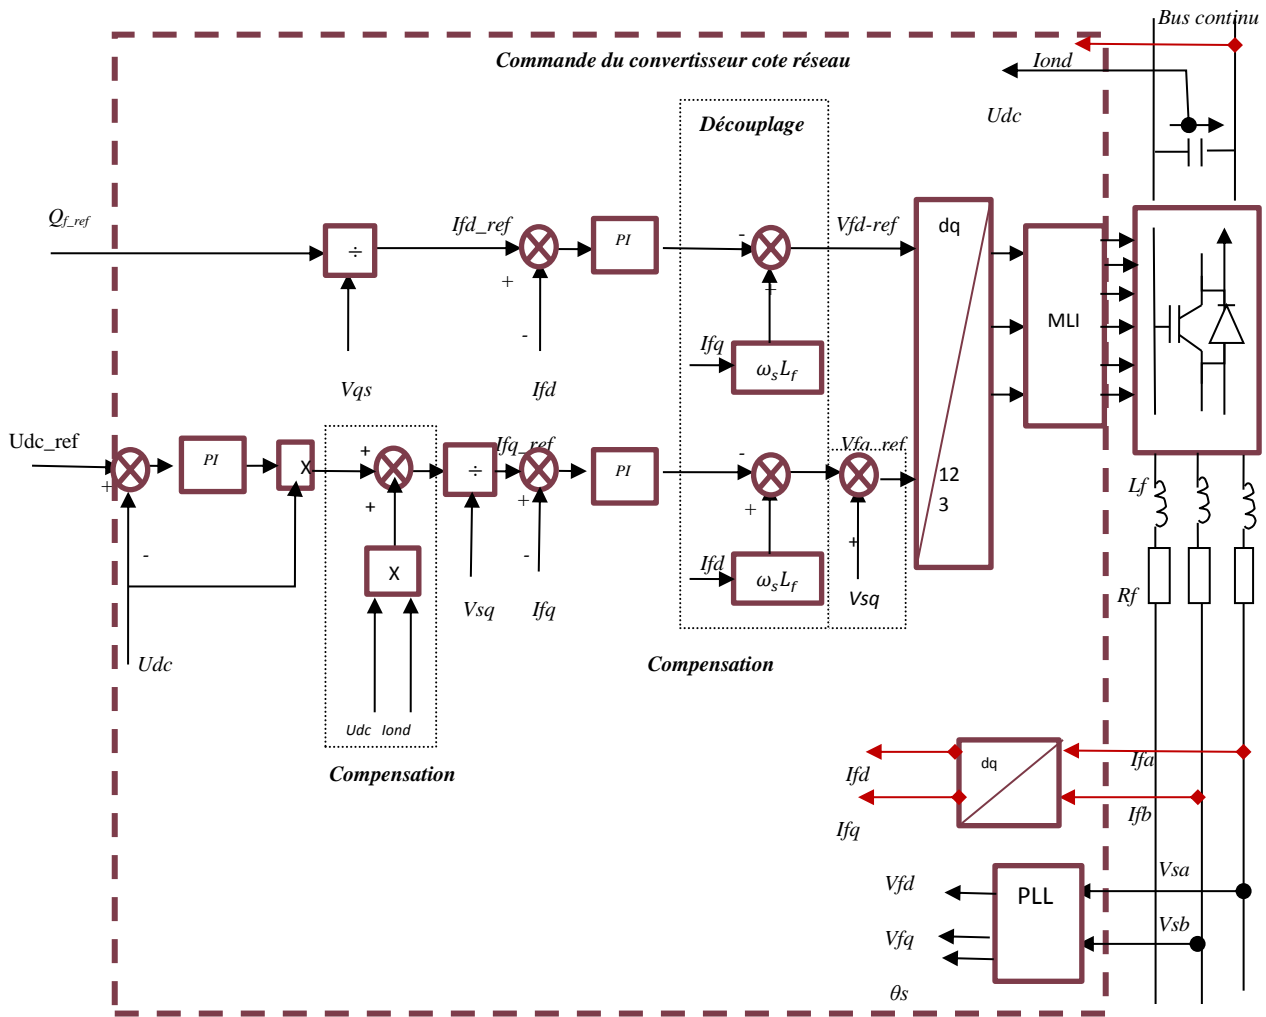 Bus continu
Commande du convertisseur cote réseau
Iond
Udc
Découplage
Qf_ref
Ifd_ref
Vfd-ref
dq
÷
PI
-
+
+
-
MLI
Ifq
ωsLf
Vqs
Ifd
Udc_ref
Ifq_ref
Vfq_ref
PI
X
+
÷
PI
-
Lf
12
3
+
+
+
+
-
-
+
X
Ifd
ωsLf
Vsq
Ifq
Vsq
Rf
Udc
Compensation
Udc Iond
Compensation
dq
Ifa
Ifd
Ifb
Ifq
Vsa
Vfd
PLL
Vsb
Vfq
θs